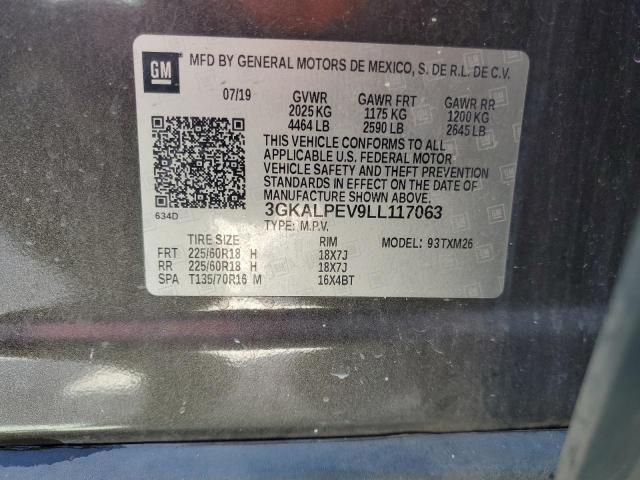 GM MFD BY GENERAL MOTORS DE MEXICO, S. DE R.L. DE C.V.
07/19 GVWR GAWR FRT GAWR RR
2025 KG 1175 KG 1200 KG
4464 LB 2590 LB 2645 LB
THIS VEHICLE CONFORMS TO ALL
APPLICABLE U.S. FEDERAL MOTOR
VEHICLE SAFETY AND THEFT PREVENTION
STANDARDS IN EFFECT ON THE DATE OF
MANUFACTURE SHOWN ABOVE.
634D 3GKALPEV9LL117063
TYPE: M.P.V.
TIRE SIZE RIM MODEL: 93TXM26
FRT 225/60R18 H 18X7J
RR 225/60R18 H 18X7J
SPA T135/70R16 M 16X4BT